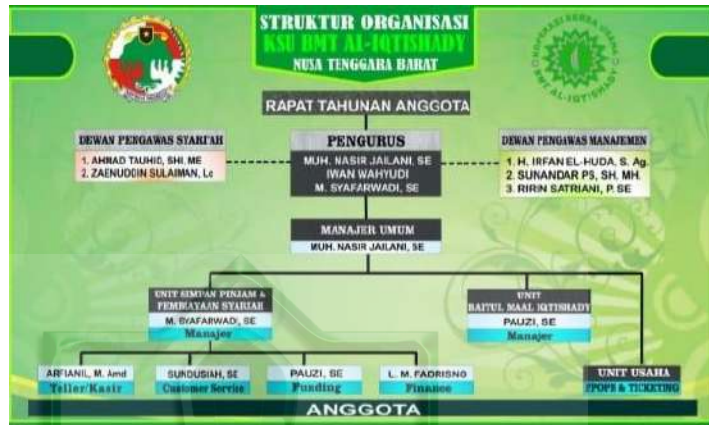 STRUKTUR ORGANISASI
KSU BMT AL-IQTISHADY
NUSA TENGGARA BARAT
RAPAT TAHUNAN ANGGOTA
DEWAN PENGAWAS SYARI'AH
1. AHMAD TAUHID, SHI, ME
2. ZAENUDDIN SULAIMAN, Lc
PENGURUS
MUH. NASIR JAILANI, SE
IWAN WAHYUDI
M. SYAFARWADI, SE
DEWAN PENGAWAS MANAJEMEN
1. H. IRFAN EL-HUDA, S. Ag.
2. SUNANDAR PS, SH, MH.
3. RIRIN SATRIANI, P. SE
MANAJER UMUM
MUH. NASIR JAILANI, SE
UNIT SIMPAN PINJAM &
PEMBIAYAAN SYARIAH
M. SYAFARWADI, SE
Manajer
UNIT
BAITUL MAAL IQTISHADY
PAUZI, SE
Manajer
ARFIANIL, M. Amd
Teller/Kasir
SUNDUSIAH, SE
Customer Service
PAUZI, SE
Funding
L. M. FADRISNO
Finance
UNIT USAHA
PPOPB & TICKETING
ANGGOTA